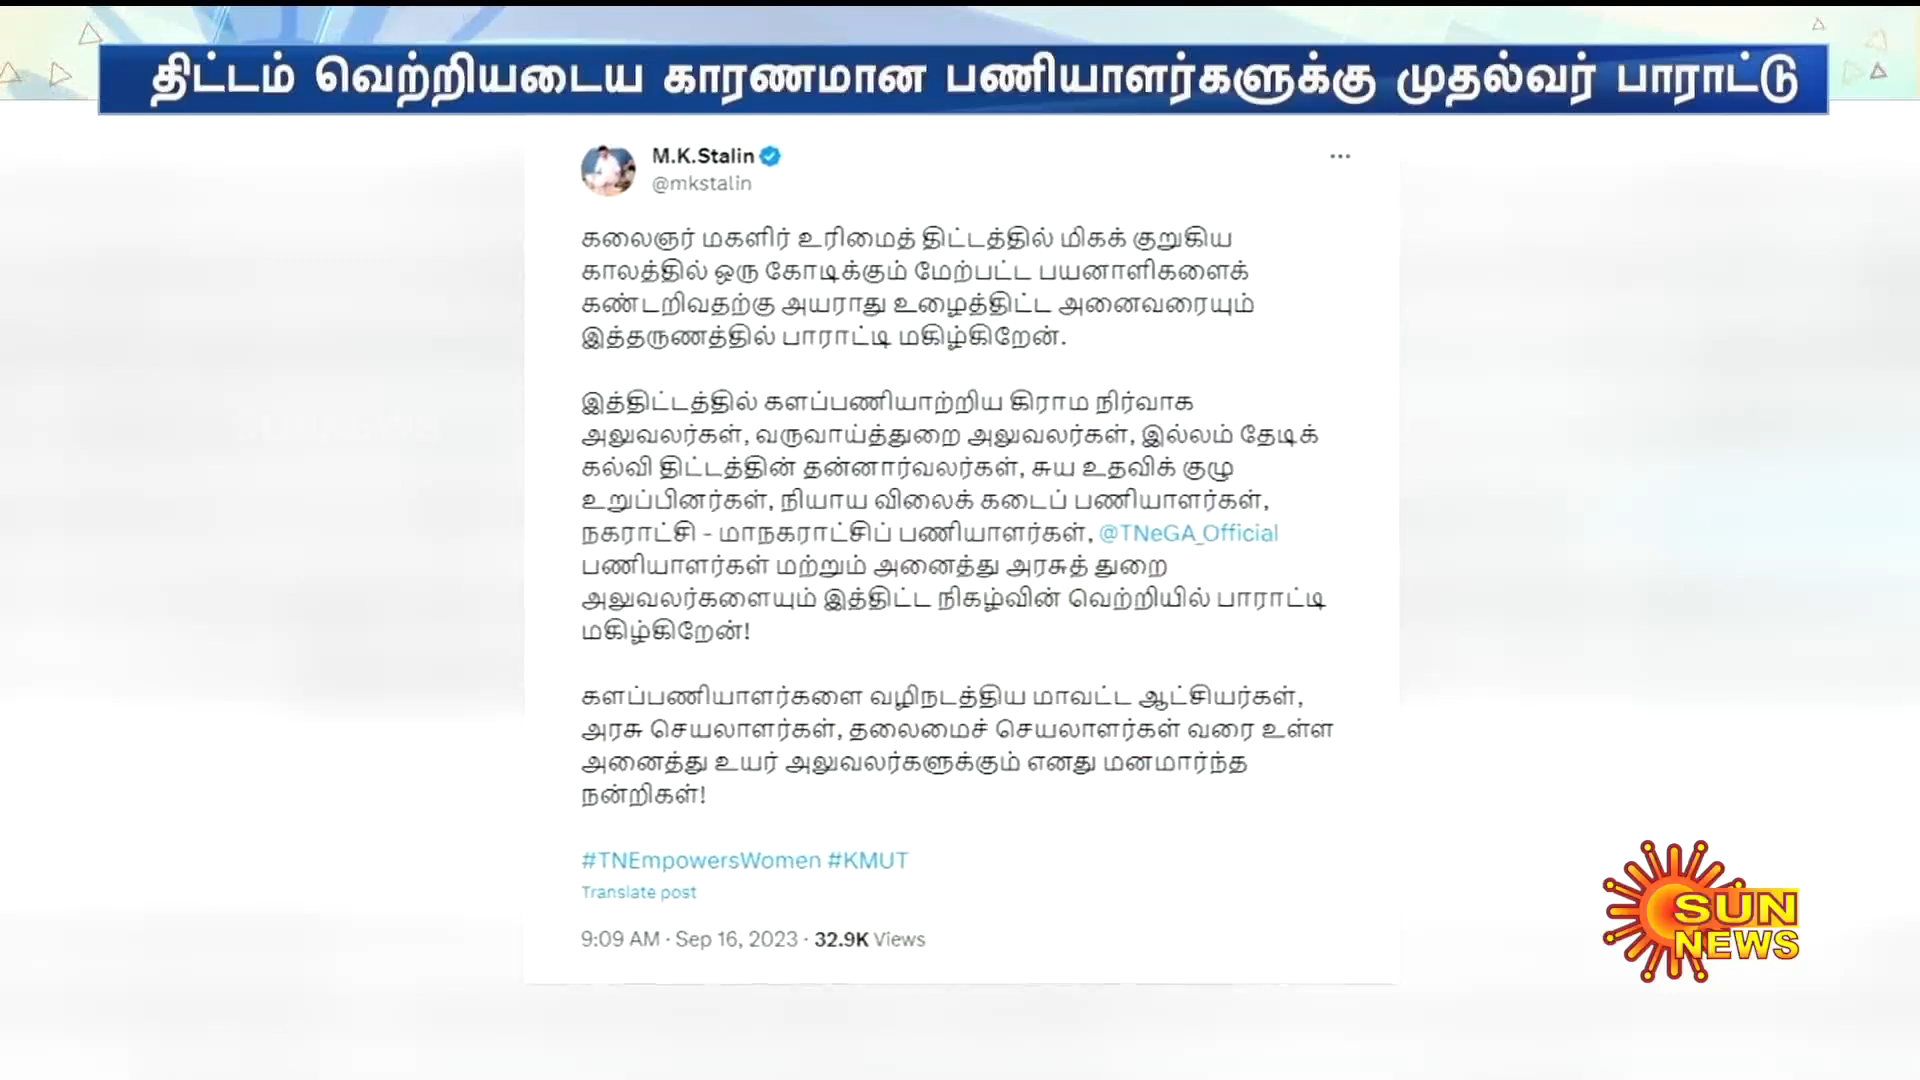 திட்டம் வெற்றியடைய காரணமான பணியாளர்களுக்கு முதல்வர் பாராட்டு
M.K.Stalin
@mkstalin
கலைஞர் மகளிர் உரிமைத் திட்டத்தில் மிகக் குறுகிய
காலத்தில் ஒரு கோடிக்கும் மேற்பட்ட பயனாளிகளைக்
கண்டறிவதற்கு அயராது உழைத்திட்ட அனைவரையும்
இத்தருணத்தில் பாராட்டி மகிழ்கிறேன்.
இத்திட்டத்தில் களப்பணியாற்றிய கிராம நிர்வாக
அலுவலர்கள், வருவாய்த்துறை அலுவலர்கள், இல்லம் தேடிக்
கல்வி திட்டத்தின் தன்னார்வலர்கள், சுய உதவிக் குழு
உறுப்பினர்கள், நியாய விலைக் கடைப் பணியாளர்கள்,
நகராட்சி - மாநகராட்சிப் பணியாளர்கள், @TNeGA_Official
பணியாளர்கள் மற்றும் அனைத்து அரசுத் துறை
அலுவலர்களையும் இத்திட்ட நிகழ்வின் வெற்றியில் பாராட்டி
மகிழ்கிறேன்!
களப்பணியாளர்களை வழிநடத்திய மாவட்ட ஆட்சியர்கள்,
அரசு செயலாளர்கள், தலைமைச் செயலாளர்கள் வரை உள்ள
அனைத்து உயர் அலுவலர்களுக்கும் எனது மனமார்ந்த
நன்றிகள்!
#TNEmpowersWomen #KMUT
Translate post
9:09 AM · Sep 16, 2023 · 32.9K Views
SUN
NEWS